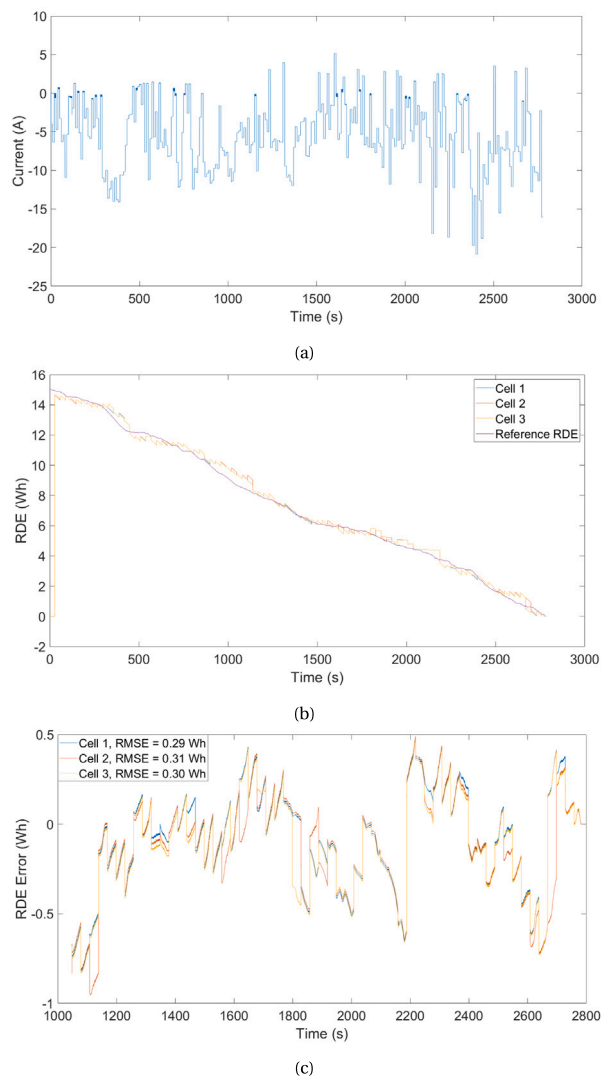 10
5
0
-5
-10
-15
-20
-25
Current (A)
0 500 1000 1500 2000 2500 3000
Time (s)
(a)
16
14
12
10
8
6
4
2
0
-2
RDE (Wh)
Cell 1
Cell 2
Cell 3
Reference RDE
0 500 1000 1500 2000 2500 3000
Time (s)
(b)
0.5
0
-0.5
-1
RDE Error (Wh)
Cell 1, RMSE = 0.29 Wh
Cell 2, RMSE = 0.31 Wh
Cell 3, RMSE = 0.30 Wh
1000 1200 1400 1600 1800 2000 2200 2400 2600 2800
Time (s)
(c)